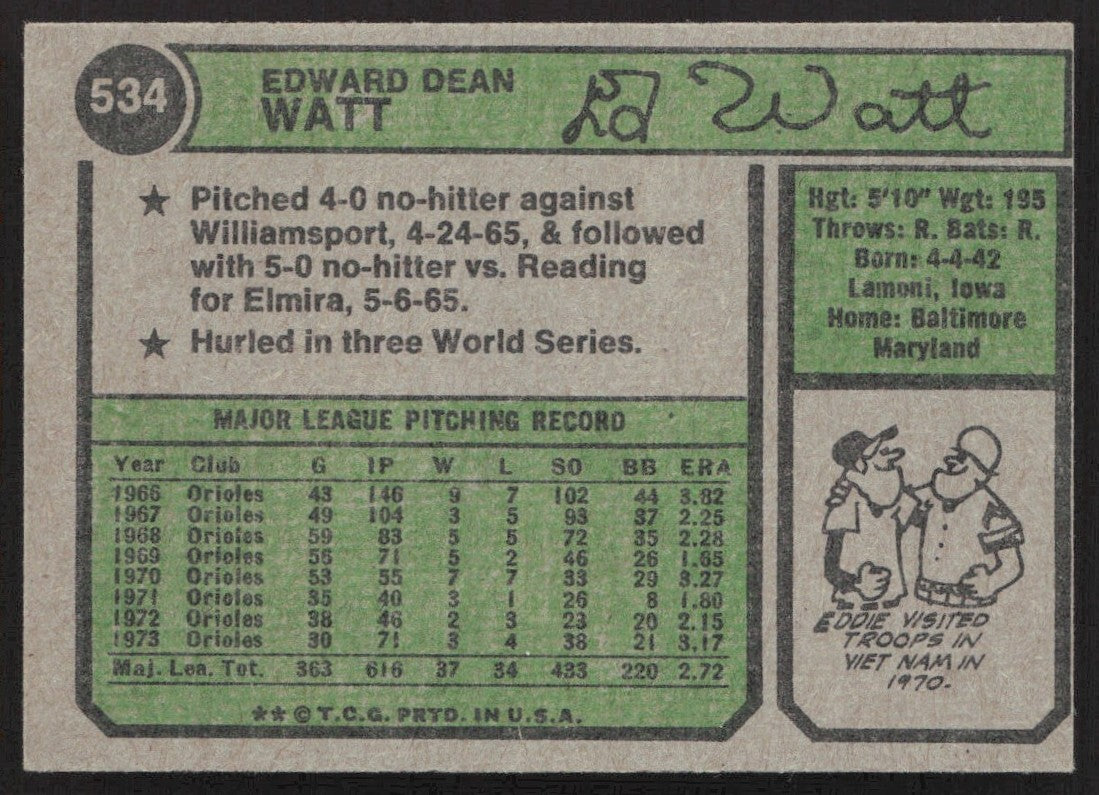 534
EDWARD DEAN
WATT
Ed Watt
★ Pitched 4-0 no-hitter against
Williamsport, 4-24-65, & followed
with 5-0 no-hitter vs. Reading
for Elmira, 5-6-65.
★ Hurled in three World Series.
Hgt: 5'10" Wgt: 195
Throws: R. Bats: R.
Born: 4-4-42
Lamoni, Iowa
Home: Baltimore
Maryland
MAJOR LEAGUE PITCHING RECORD
Year Club G IP W L SO BB ERA
1966 Orioles 43 146 9 7 102 44 3.82
1967 Orioles 49 104 3 5 93 37 2.25
1968 Orioles 59 83 5 5 72 35 2.28
1969 Orioles 56 71 5 2 46 26 1.65
1970 Orioles 53 55 7 7 33 29 3.27
1971 Orioles 35 40 3 1 26 8 1.80
1972 Orioles 38 46 2 3 23 20 2.15
1973 Orioles 30 71 3 4 38 21 3.17
Maj. Lea. Tot. 363 616 37 34 433 220 2.72
**© T.C.G. PRTD. IN U.S.A.
EDDIE VISITED
TROOPS IN
VIET NAM IN
1970.